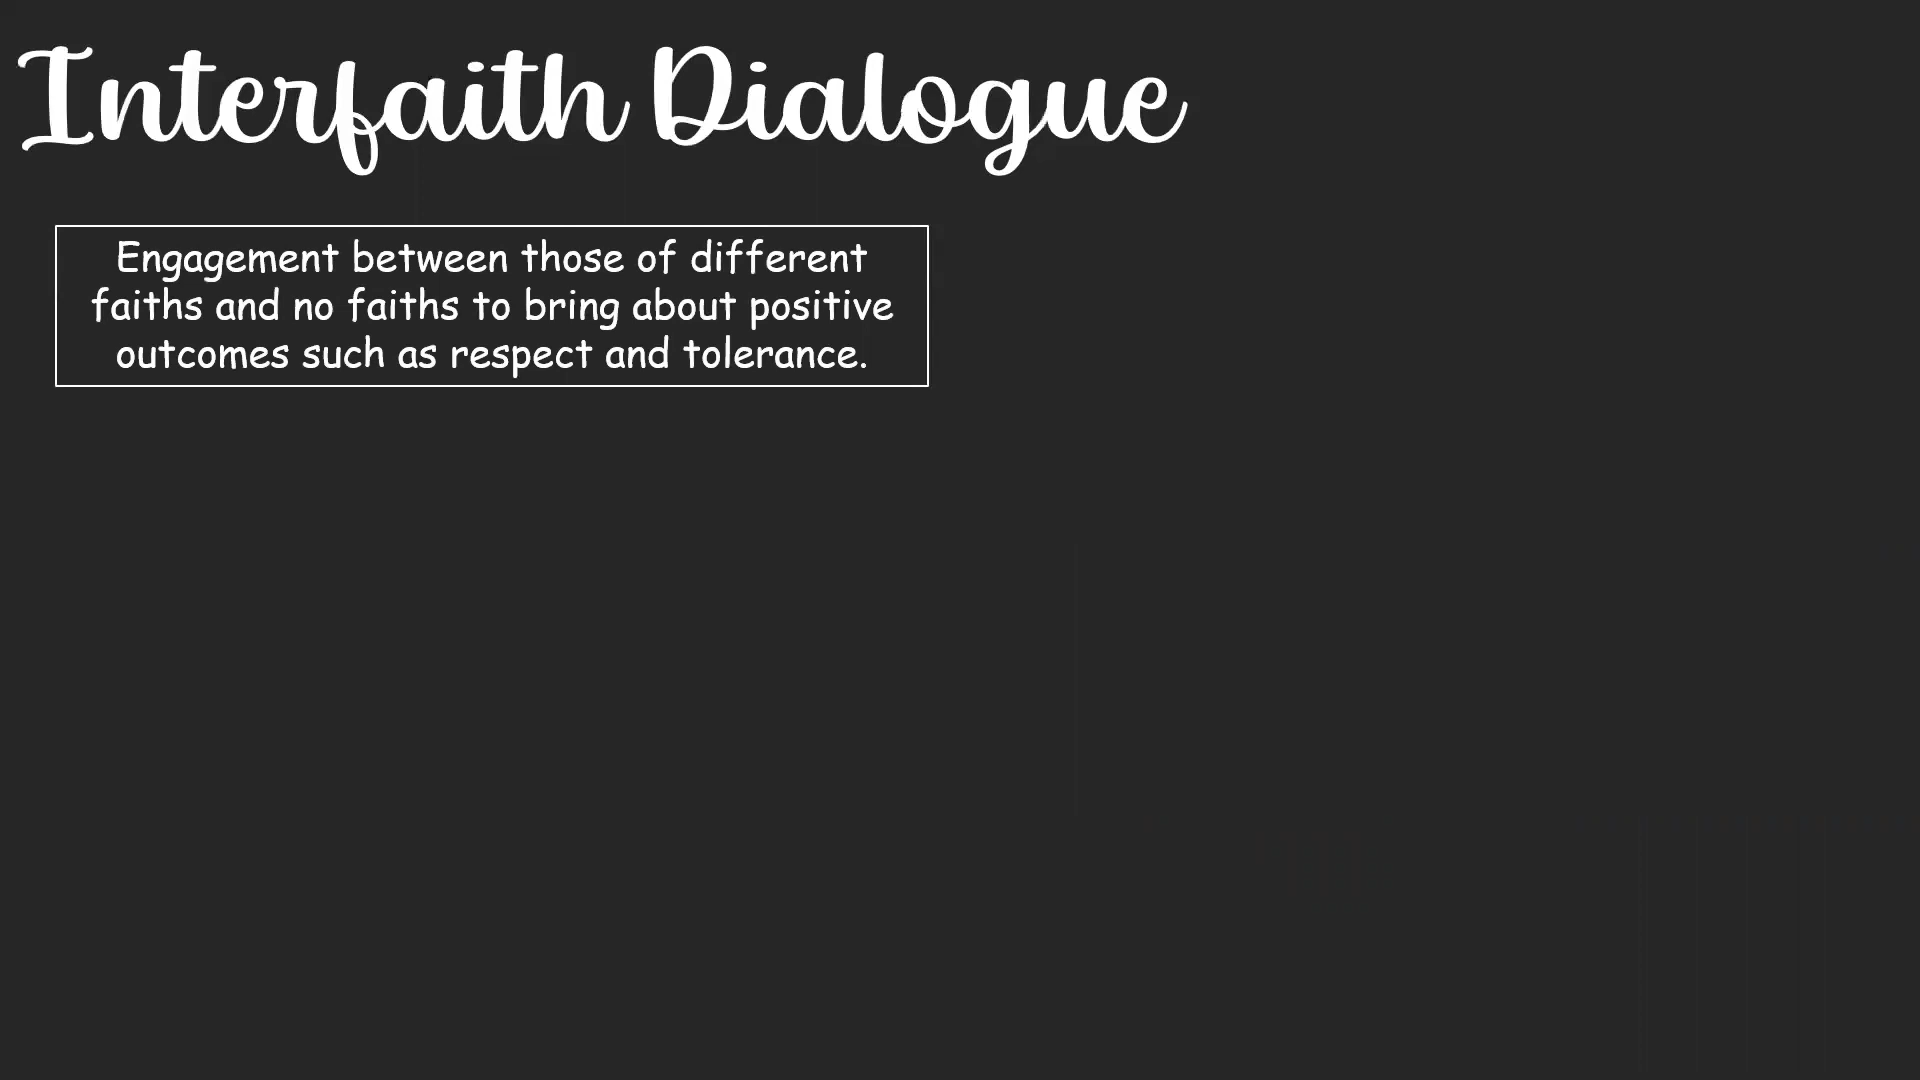 Interfaith Dialogue
Engagement between those of different
faiths and no faiths to bring about positive
outcomes such as respect and tolerance.